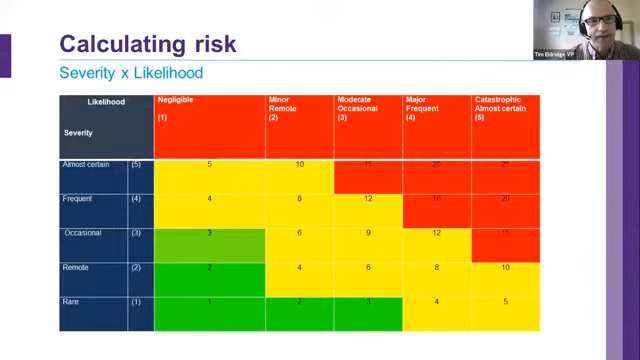 Calculating risk
Severity x Likelihood
Tim Eldridge VP
Likelihood
Severity
Negligible
(1)
Minor
Remote
(2)
Moderate
Occasional
(3)
Major
Frequent
(4)
Catastrophic
Almost certain
(5)
Almost certain (5) 5 10 15 20 25
Frequent (4) 4 8 12 16 20
Occasional (3) 3 6 9 12 15
Remote (2) 2 4 6 8 10
Rare (1) 1 2 3 4 5